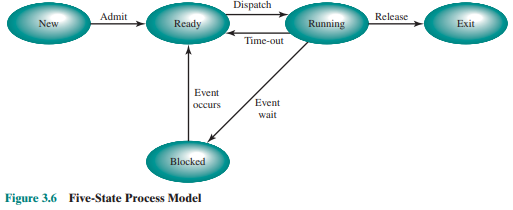 Dispatch
New
Admit
Ready
Running
Release
Exit
Time-out
Event
occurs
Event
wait
Blocked
Figure 3.6 Five-State Process Model